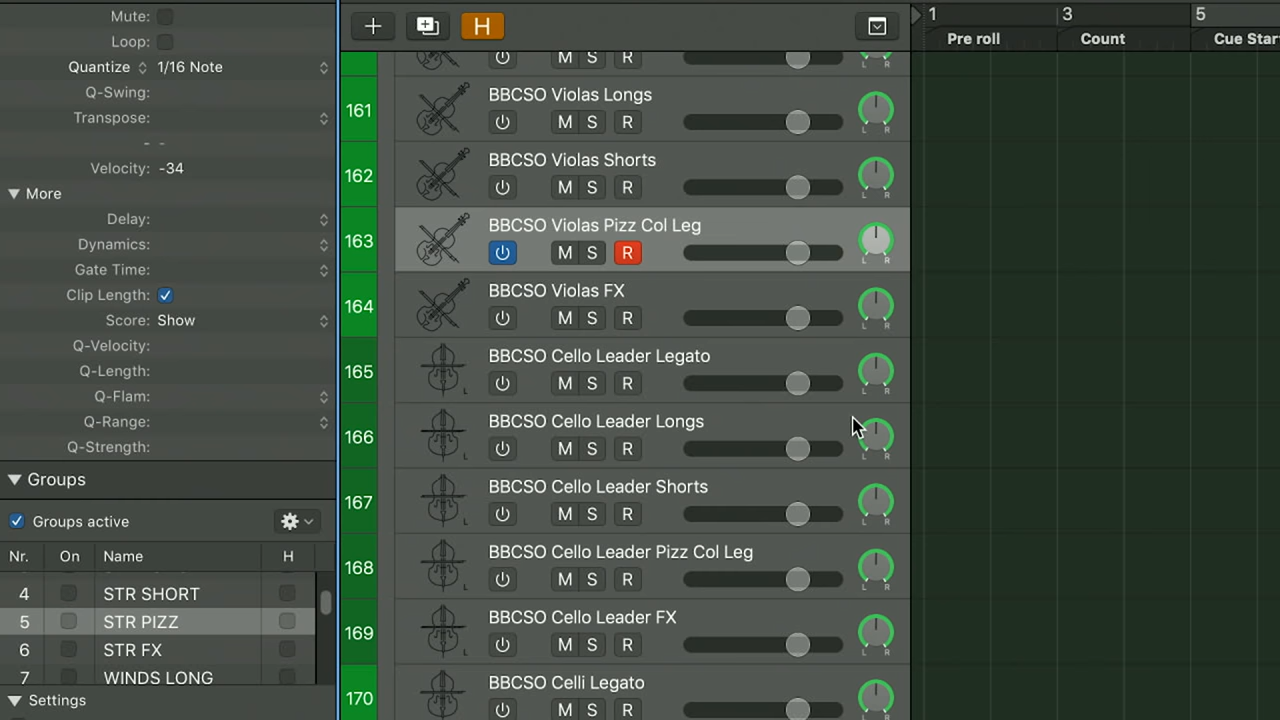 Mute:
Loop:
Quantize 1/16 Note
Q-Swing:
Transpose:
- -
Velocity: -34
More
Delay:
Dynamics:
Gate Time:
Clip Length:
Score: Show
Q-Velocity:
Q-Length:
Q-Flam:
Q-Range:
Q-Strength:
Groups
Groups active
Nr. On Name H
4 STR SHORT
5 STR PIZZ
6 STR FX
7 WINDS LONG
Settings
H
M S R
161 BBCSO Violas Longs
M S R L R
162 BBCSO Violas Shorts
M S R L R
163 BBCSO Violas Pizz Col Leg
M S R L R
164 BBCSO Violas FX
M S R L R
165 BBCSO Cello Leader Legato
L M S R L R
166 BBCSO Cello Leader Longs
L M S R L R
167 BBCSO Cello Leader Shorts
L M S R L R
168 BBCSO Cello Leader Pizz Col Leg
L M S R L R
169 BBCSO Cello Leader FX
L M S R L R
170 Celli Legato
M S R L R
1 3 5
Pre roll Count Cue Star